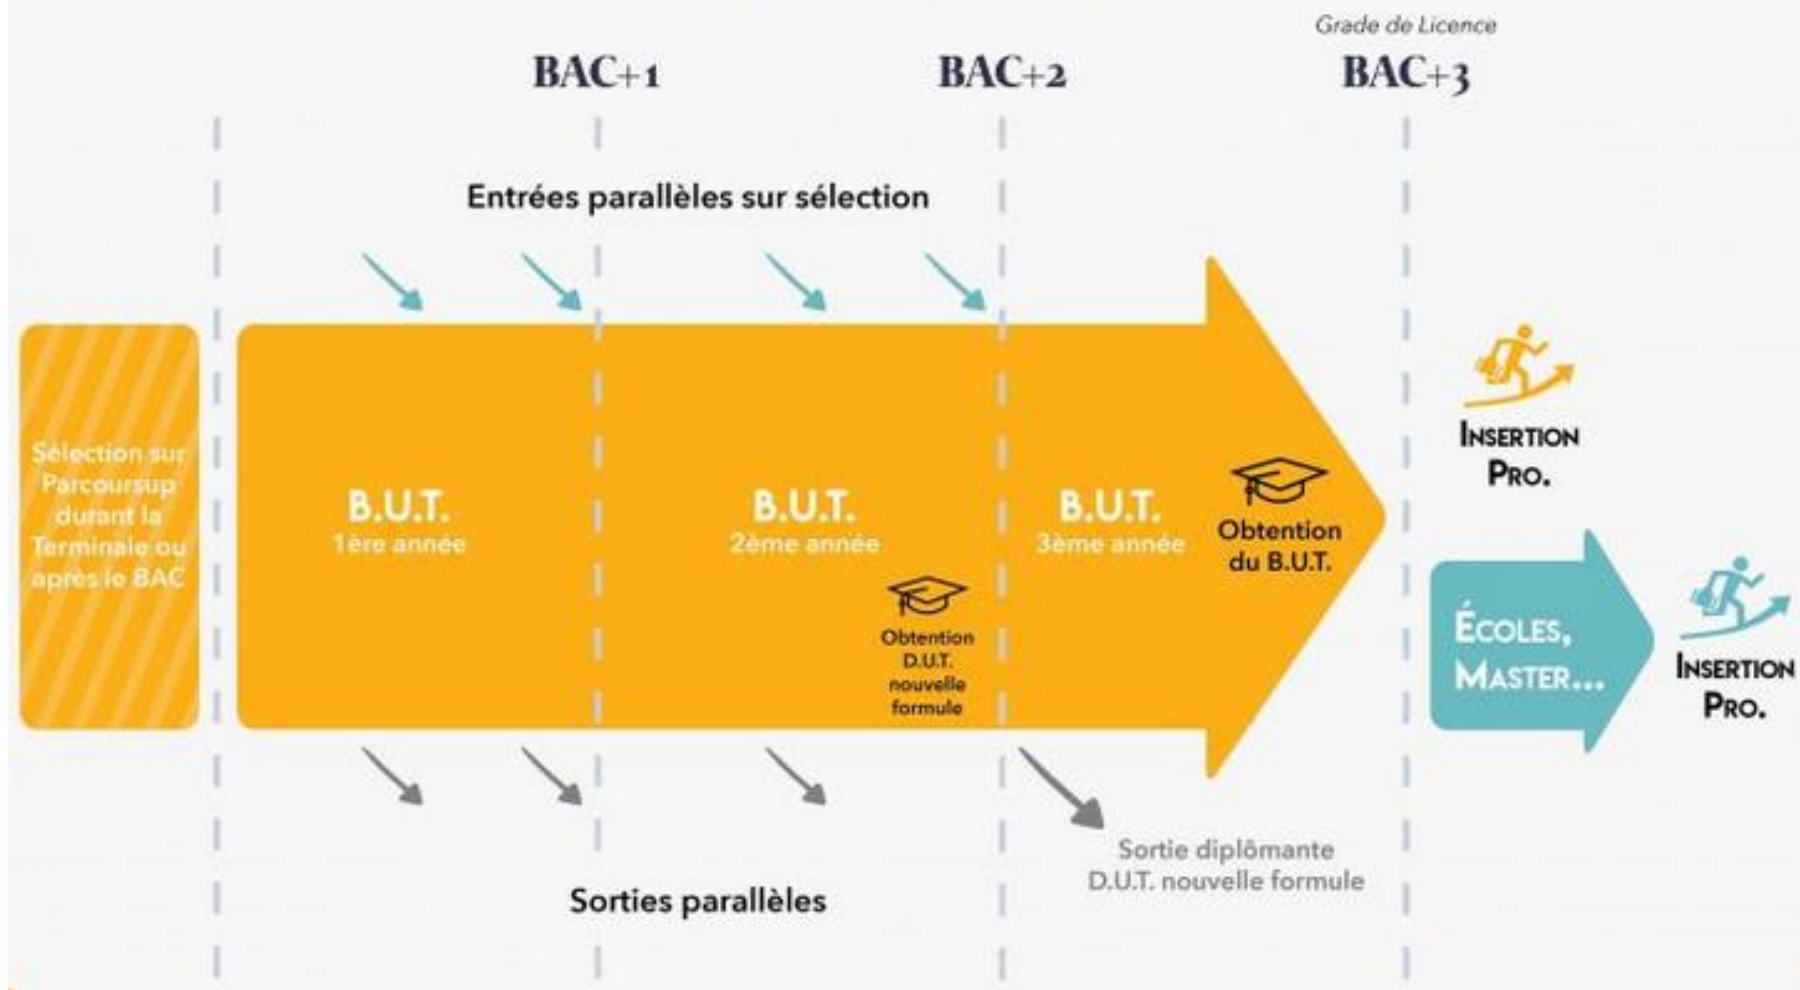 Grade de Licence
BAC+1
BAC+2
BAC+3
Entrées parallèles sur sélection
Sélection sur
Parcoursup
durant la
Terminale ou
après le BAC
B.U.T.
1ère année
B.U.T.
2ème année
Obtention
D.U.T.
nouvelle
formule
B.U.T.
3ème année
Obtention
du B.U.T.
INSERTION
PRO.
ÉCOLES,
MASTER...
INSERTION
PRO.
Sortie diplômante
D.U.T. nouvelle formule
Sorties parallèles